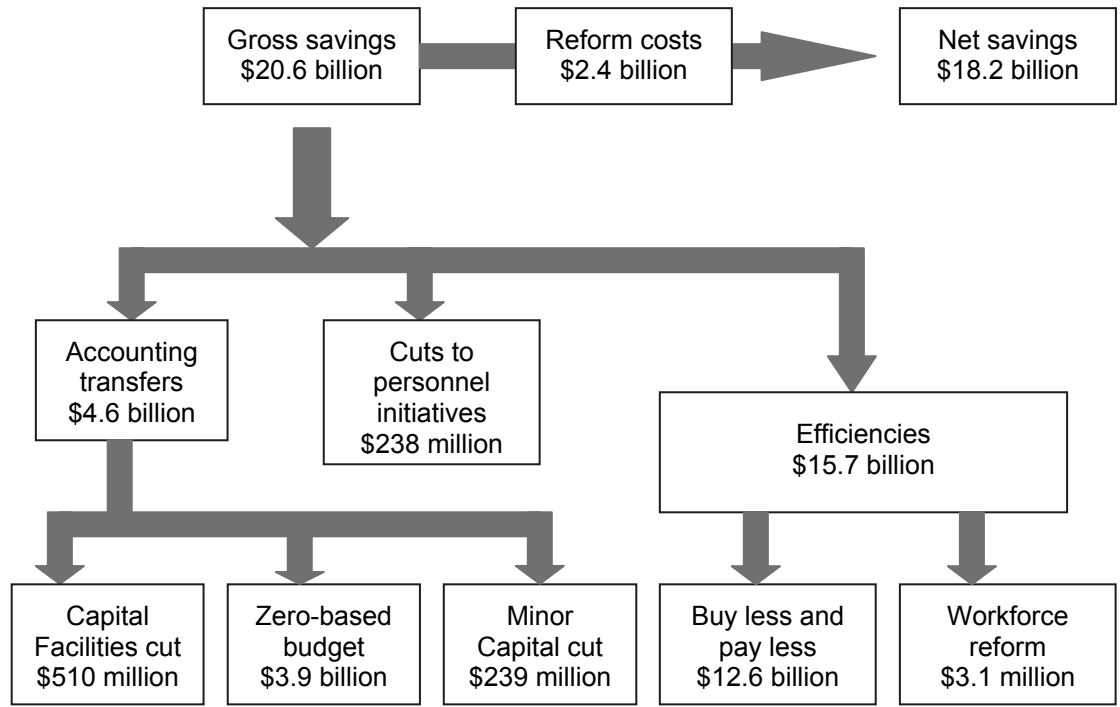 Gross savings
$20.6 billion
Reform costs
$2.4 billion
Net savings
$18.2 billion
Accounting
transfers
$4.6 billion
Cuts to
personnel
initiatives
$238 million
Efficiencies
$15.7 billion
Capital
Facilities cut
$510 million
Zero-based
budget
$3.9 billion
Minor
Capital cut
$239 million
Buy less and
pay less
$12.6 billion
Workforce
reform
$3.1 million